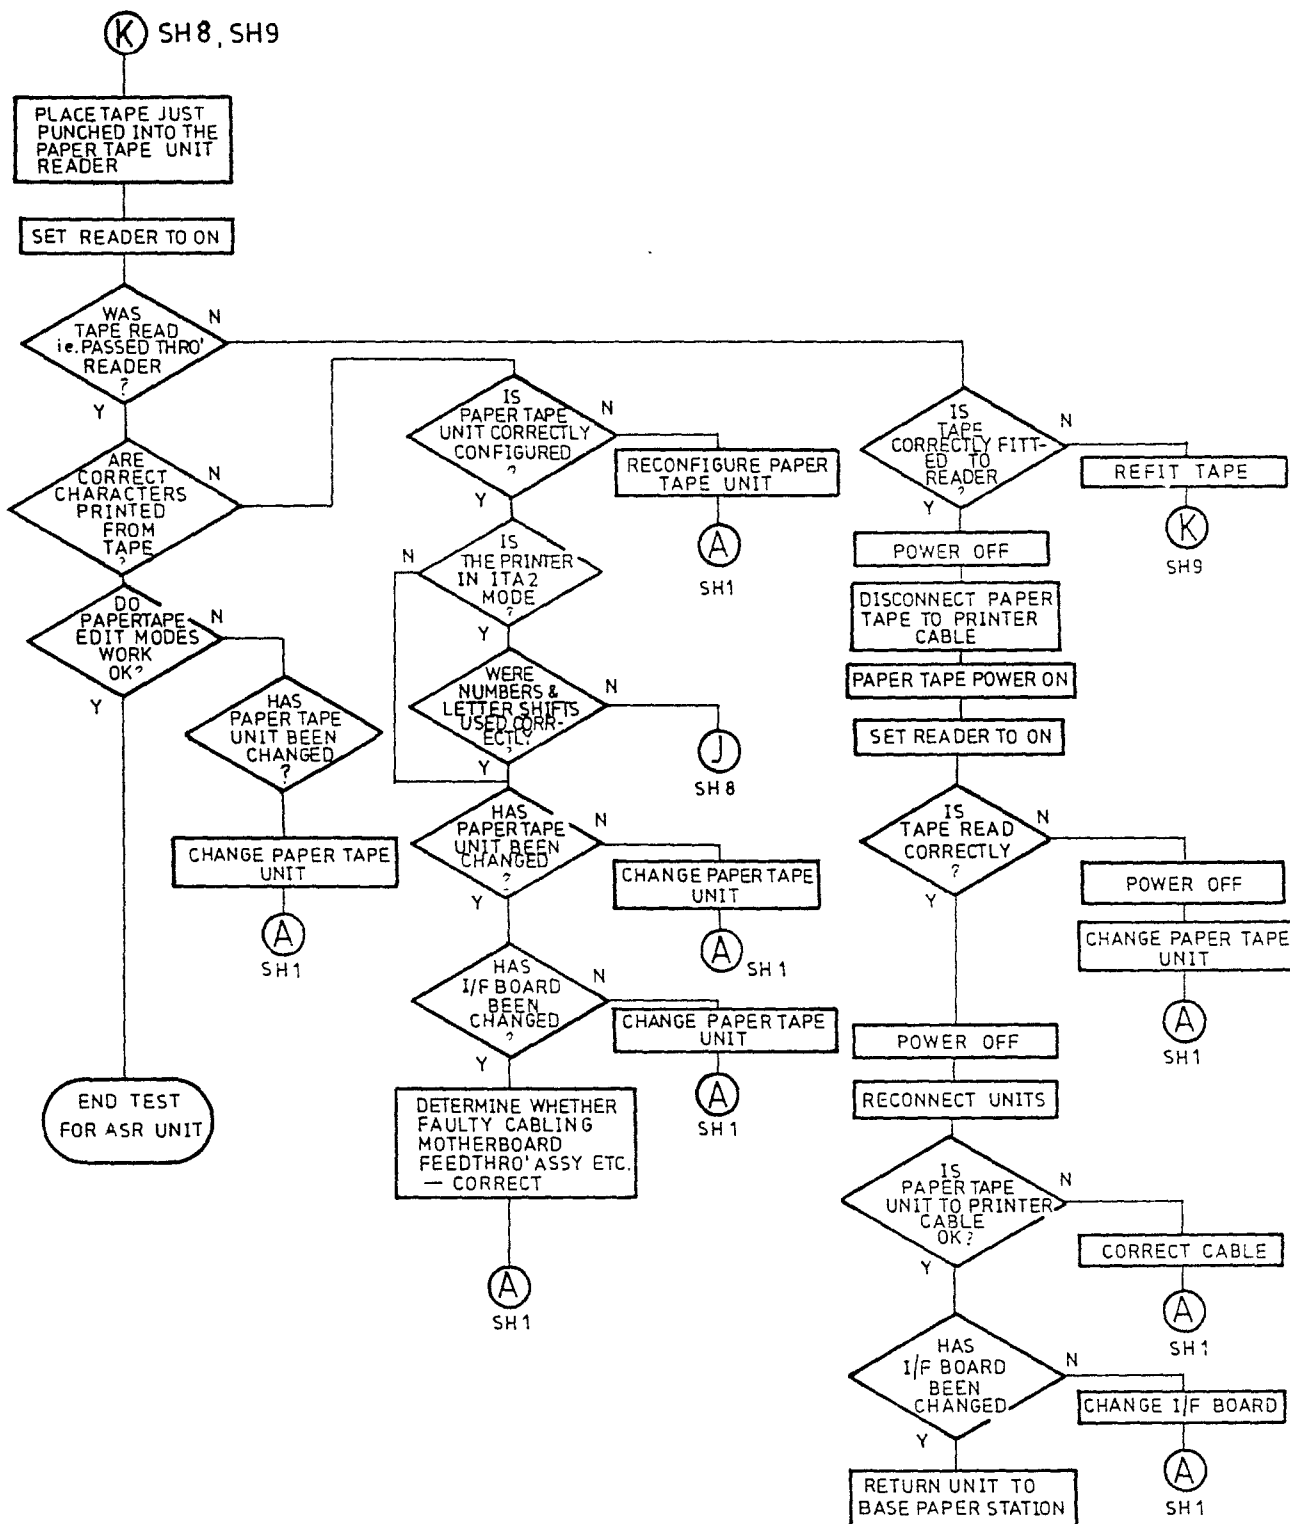 K SH8, SH9
PLACE TAPE JUST
PUNCHED INTO THE
PAPER TAPE UNIT
READER
SET READER TO ON
WAS
TAPE READ
ie. PASSED THRO'
READER
?
N
Y
ARE
CORRECT
CHARACTERS
PRINTED
FROM
TAPE
?
N
Y
DO
PAPERTAPE
EDIT MODES
WORK
OK?
N
Y
HAS
PAPER TAPE
UNIT BEEN
CHANGED
?
CHANGE PAPER TAPE
UNIT
A
SH1
END TEST
FOR ASR UNIT
IS
PAPER TAPE
UNIT CORRECTLY
CONFIGURED
?
N
Y
RECONFIGURE PAPER
TAPE UNIT
A
SH1
IS
THE PRINTER
IN ITA2
MODE
?
N
Y
WERE
NUMBERS &
LETTER SHIFTS
USED CORR-
ECTLY
?
N
Y
J
SH8
HAS
PAPERTAPE
UNIT BEEN
CHANGED
?
N
Y
CHANGE PAPER TAPE
UNIT
A
SH1
HAS
I/F BOARD
BEEN
CHANGED
?
N
Y
CHANGE PAPER TAPE
UNIT
A
SH1
DETERMINE WHETHER
FAULTY CABLING
MOTHERBOARD
FEEDTHRO' ASSY ETC.
— CORRECT
A
SH1
IS
TAPE
CORRECTLY FITT-
ED TO
READER
?
N
Y
REFIT TAPE
K
SH9
POWER OFF
DISCONNECT PAPER
TAPE TO PRINTER
CABLE
PAPER TAPE POWER ON
SET READER TO ON
IS
TAPE READ
CORRECTLY
?
N
Y
POWER OFF
CHANGE PAPER TAPE
UNIT
A
SH1
POWER OFF
RECONNECT UNITS
IS
PAPER TAPE
UNIT TO PRINTER
CABLE
OK?
N
Y
CORRECT CABLE
A
SH1
HAS
I/F BOARD
BEEN
CHANGED
N
Y
CHANGE I/F BOARD
A
SH1
RETURN UNIT TO
BASE PAPER STATION